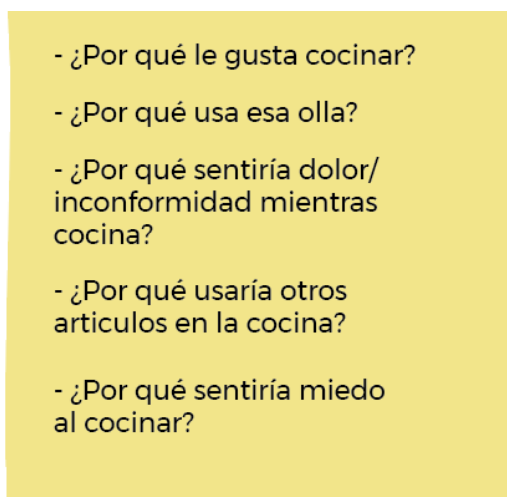 - ¿Por qué le gusta cocinar?
- ¿Por qué usa esa olla?
- ¿Por qué sentiría dolor/
inconformidad mientras
cocina?
- ¿Por qué usaría otros
articulos en la cocina?
- ¿Por qué sentiría miedo
al cocinar?